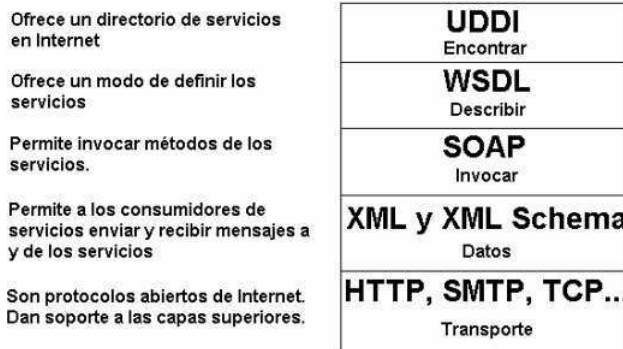 Ofrece un directorio de servicios
en Internet
UDDI
Encontrar
Ofrece un modo de definir los
servicios
WSDL
Describir
Permite invocar métodos de los
servicios.
SOAP
Invocar
Permite a los consumidores de
servicios enviar y recibir mensajes a
y de los servicios
XML y XML Schema
Datos
Son protocolos abiertos de Internet.
Dan soporte a las capas superiores.
HTTP, SMTP, TCP...
Transporte